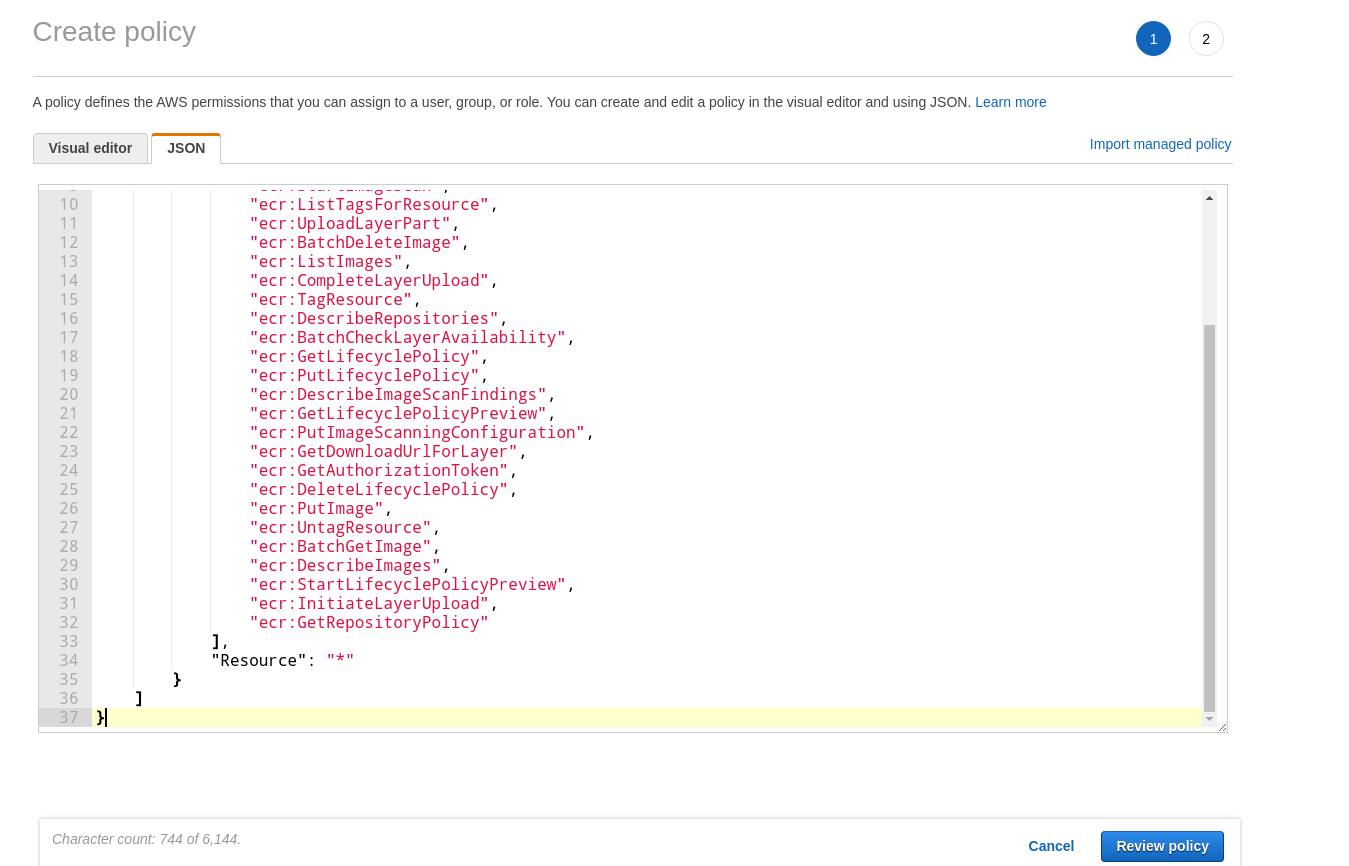 Create policy
1 2
A policy defines the AWS permissions that you can assign to a user, group, or role. You can create and edit a policy in the visual editor and using JSON. Learn more
Visual editor JSON Import managed policy
10 "ecr:ListTagsForResource",
11 "ecr:UploadLayerPart",
12 "ecr:BatchDeleteImage",
13 "ecr:ListImages",
14 "ecr:CompleteLayerUpload",
15 "ecr:TagResource",
16 "ecr:DescribeRepositories",
17 "ecr:BatchCheckLayerAvailability",
18 "ecr:GetLifecyclePolicy",
19 "ecr:PutLifecyclePolicy",
20 "ecr:DescribeImageScanFindings",
21 "ecr:GetLifecyclePolicyPreview",
22 "ecr:PutImageScanningConfiguration",
23 "ecr:GetDownloadUrlForLayer",
24 "ecr:GetAuthorizationToken",
25 "ecr:DeleteLifecyclePolicy",
26 "ecr:PutImage",
27 "ecr:UntagResource",
28 "ecr:BatchGetImage",
29 "ecr:DescribeImages",
30 "ecr:StartLifecyclePolicyPreview",
31 "ecr:InitiateLayerUpload",
32 "ecr:GetRepositoryPolicy"
33 ],
34 "Resource": "*"
35 }
36 ]
37 }
Character count: 744 of 6,144.
Cancel Review policy